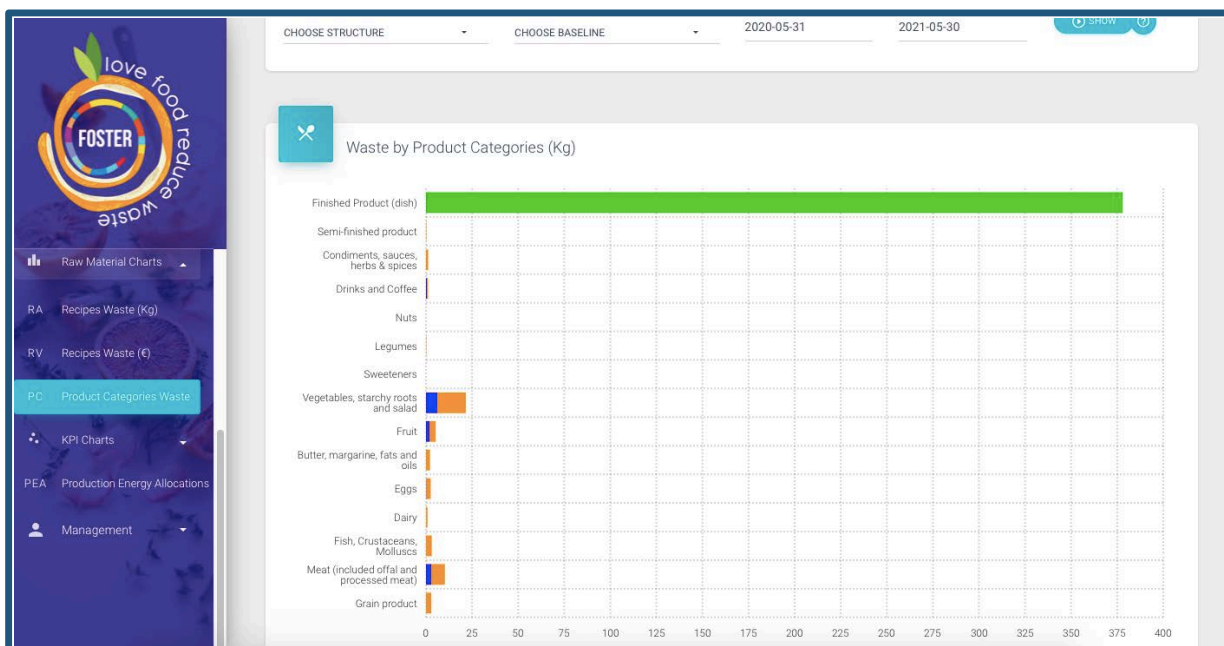 CHOOSE STRUCTURE
CHOOSE BASELINE
2020-05-31
2021-05-30
SHOW
?
love food reduce waste
FOSTER
Raw Material Charts
RA Recipes Waste (Kg)
RV Recipes Waste (€)
PC Product Categories Waste
KPI Charts
PEA Production Energy Allocations
Management
Waste by Product Categories (Kg)
Finished Product (dish)
Semi-finished product
Condiments, sauces,
herbs & spices
Drinks and Coffee
Nuts
Legumes
Sweeteners
Vegetables, starchy roots
and salad
Fruit
Butter, margarine, fats and
oils
Eggs
Dairy
Fish, Crustaceans,
Molluscs
Meat (included offal and
processed meat)
Grain product
0 25 50 75 100 125 150 175 200 225 250 275 300 325 350 375 400